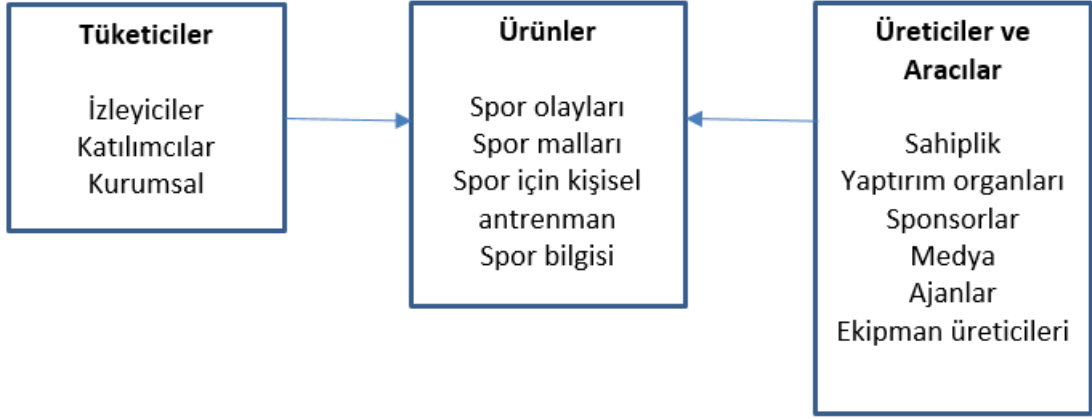 Tüketiciler
İzleyiciler
Katılımcılar
Kurumsal
Ürünler
Spor olayları
Spor malları
Spor için kişisel
antrenman
Spor bilgisi
Üreticiler ve
Aracılar
Sahiplik
Yaptırım organları
Sponsorlar
Medya
Ajanlar
Ekipman üreticileri